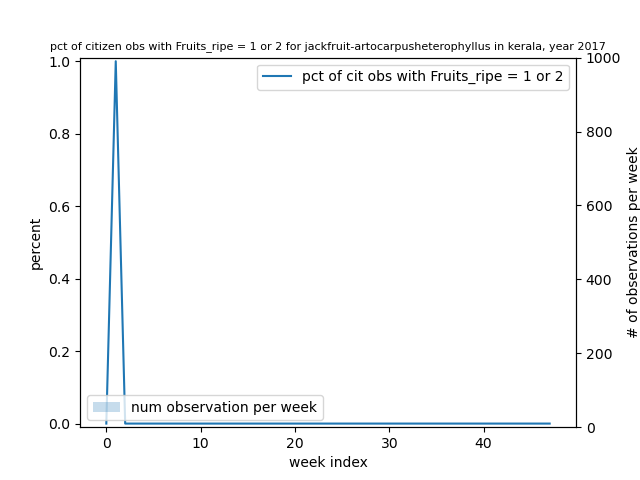 pct of citizen obs with Fruits_ripe = 1 or 2 for jackfruit-artocarpusheterophyllus in kerala, year 2017
pct of cit obs with Fruits_ripe = 1 or 2
1.0
0.8
0.6
0.4
0.2
0.0
percent
1000
800
600
400
200
0
# of observations per week
num observation per week
0 10 20 30 40
week index